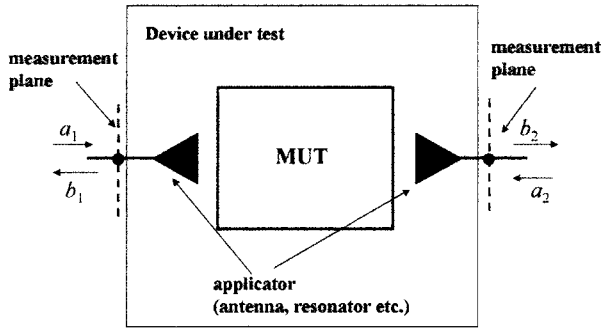 Device under test
measurement
plane
measurement
plane
a1
b1
MUT
b2
a2
applicator
(antenna, resonator etc.)